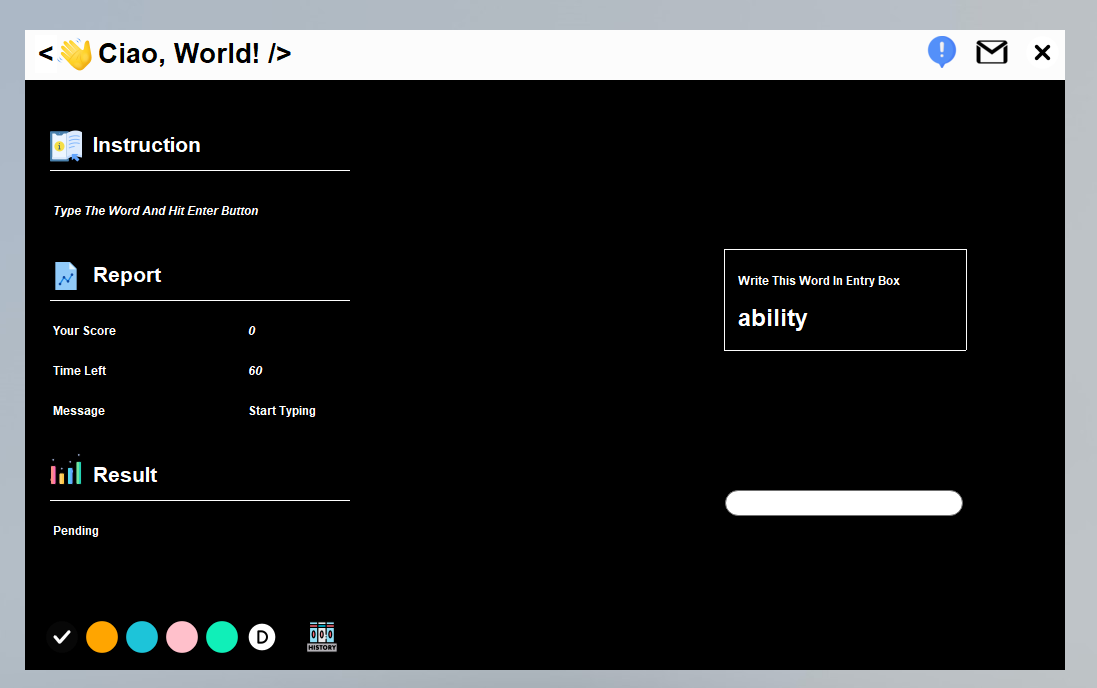 < 👋 Ciao, World! />
Instruction
Type The Word And Hit Enter Button
Report
Your Score 0
Time Left 60
Message Start Typing
Result
Pending
Write This Word In Entry Box
ability
D
HISTORY